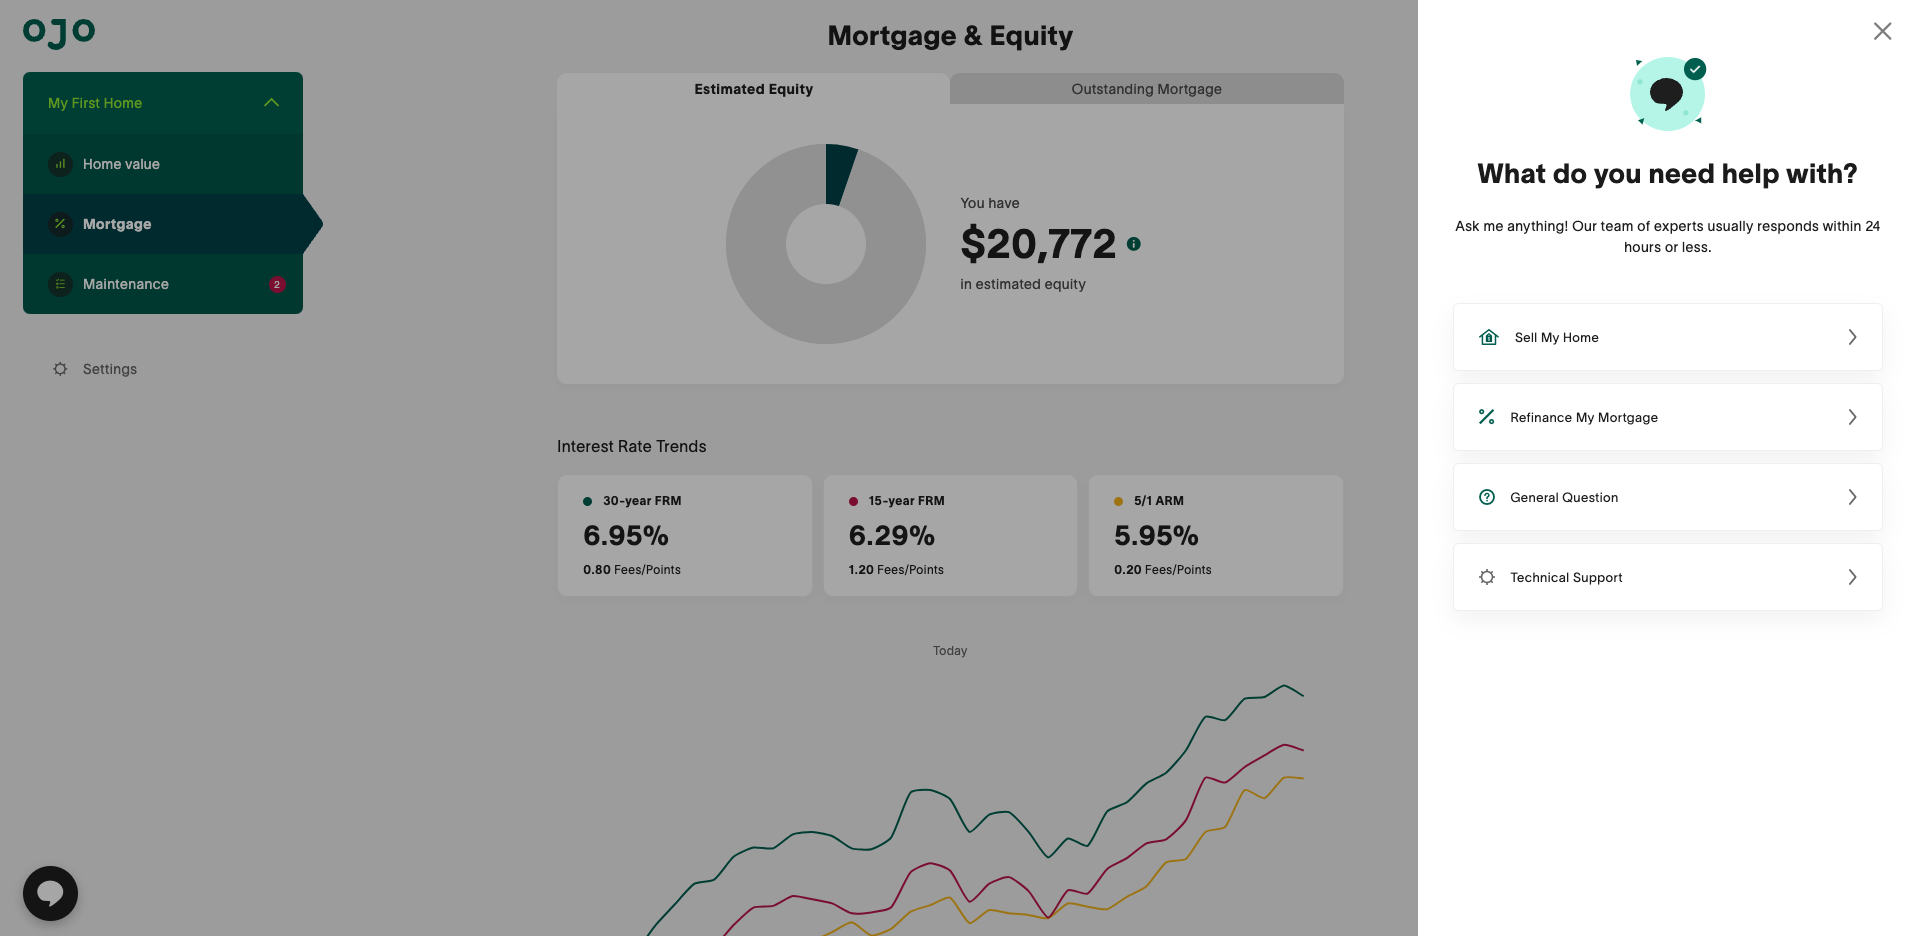 ojo
My First Home
Home value
Mortgage
Maintenance
2
Settings
Mortgage & Equity
Estimated Equity
Outstanding Mortgage
You have
$20,772
in estimated equity
Interest Rate Trends
30-year FRM
6.95%
0.80 Fees/Points
15-year FRM
6.29%
1.20 Fees/Points
5/1 ARM
5.95%
0.20 Fees/Points
Today
What do you need help with?
Ask me anything! Our team of experts usually responds within 24
hours or less.
Sell My Home
Refinance My Mortgage
General Question
Technical Support